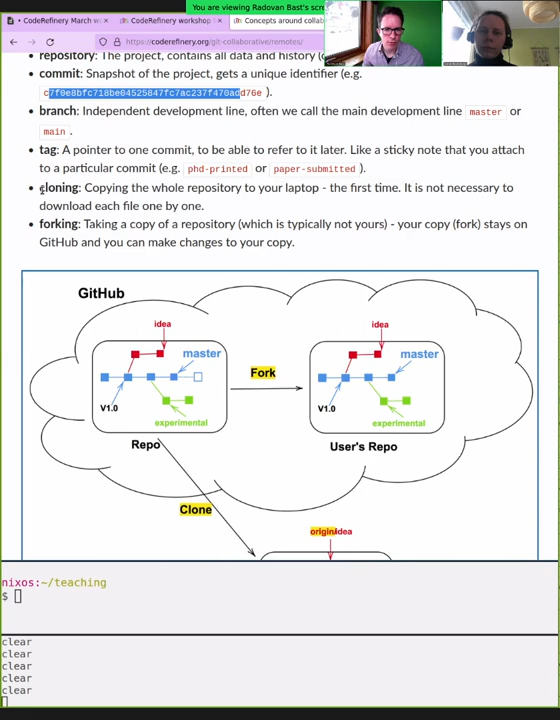 You are viewing Radovan Bast's scre
CodeRefinery March w
CodeRefinery workshop
Concepts around collab
https://coderefinery.org/git-collaborative/remotes/
repository: The project, contains all data and history (
commit: Snapshot of the project, gets a unique identifier (e.g.
c7f0e8bfc718be04525847fc7ac237f470add76e ).
branch: Independent development line, often we call the main development line master or
main .
tag: A pointer to one commit, to be able to refer to it later. Like a sticky note that you attach
to a particular commit (e.g. phd-printed or paper-submitted ).
cloning: Copying the whole repository to your laptop - the first time. It is not necessary to
download each file one by one.
forking: Taking a copy of a repository (which is typically not yours) - your copy (fork) stays on
GitHub and you can make changes to your copy.
GitHub
idea
master
V1.0
experimental
Repo
Fork
idea
master
V1.0
experimental
User's Repo
Clone
origin/idea
nixos:~/teaching
$
clear
clear
clear
clear
clear